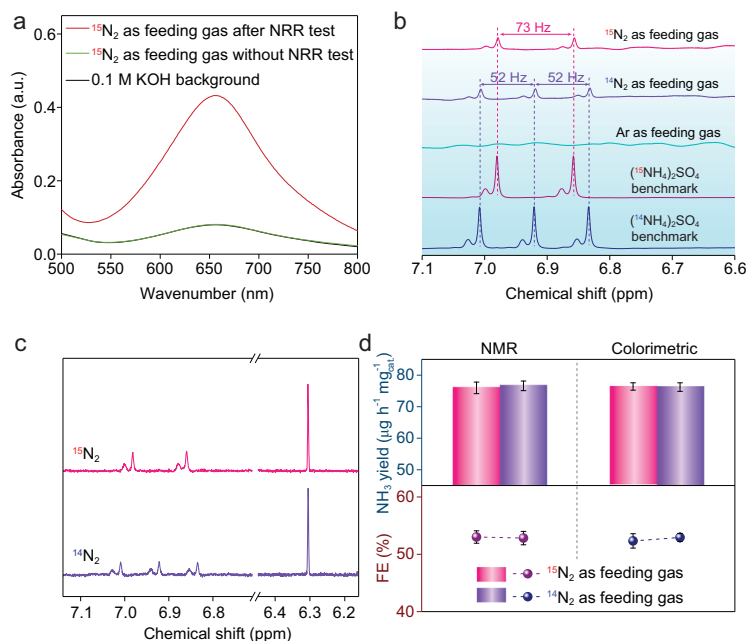 a
0.6
0.4
0.2
0.0
Absorbance (a.u.)
¹⁵N₂ as feeding gas after NRR test
¹⁵N₂ as feeding gas without NRR test
0.1 M KOH background
500 550 600 650 700 750 800
Wavenumber (nm)
b
73 Hz
¹⁵N₂ as feeding gas
52 Hz 52 Hz
¹⁴N₂ as feeding gas
Ar as feeding gas
(¹⁵NH₄)₂SO₄
benchmark
(¹⁴NH₄)₂SO₄
benchmark
7.1 7.0 6.9 6.8 6.7 6.6
Chemical shift (ppm)
c
¹⁵N₂
¹⁴N₂
7.1 7.0 6.9 6.8 6.3 6.2
Chemical shift (ppm)
d
NMR Colorimetric
NH₃ yield (µg h⁻¹ mg⁻¹cat.)
80
70
60
50
FE (%)
60
50
40
¹⁵N₂ as feeding gas
¹⁴N₂ as feeding gas